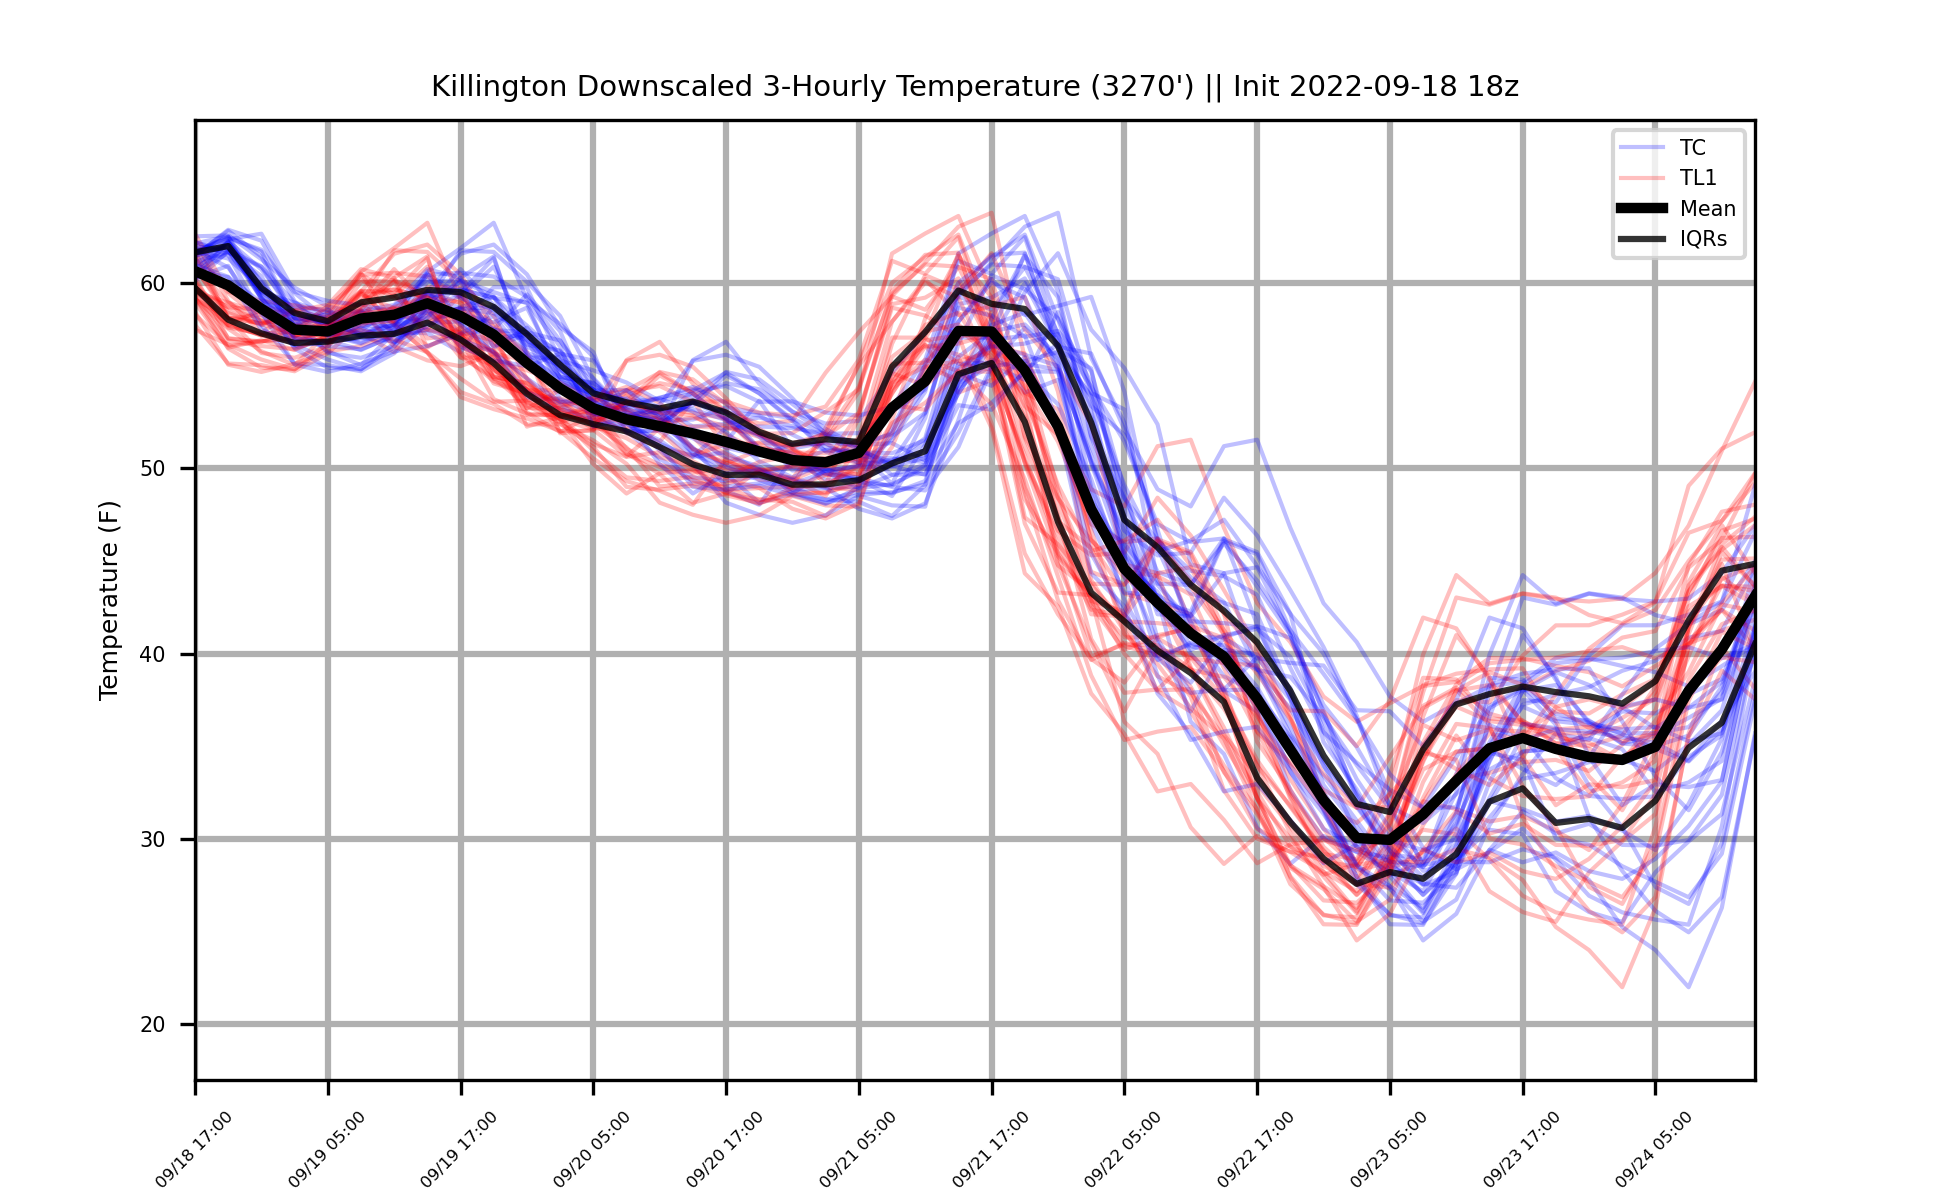 Killington Downscaled 3-Hourly Temperature (3270') || Init 2022-09-18 18z
TC
TL1
Mean
IQRs
Temperature (F)
60
50
40
30
20
09/18 17:00
09/19 05:00
09/19 17:00
09/20 05:00
09/20 17:00
09/21 05:00
09/21 17:00
09/22 05:00
09/22 17:00
09/23 05:00
09/23 17:00
09/24 05:00